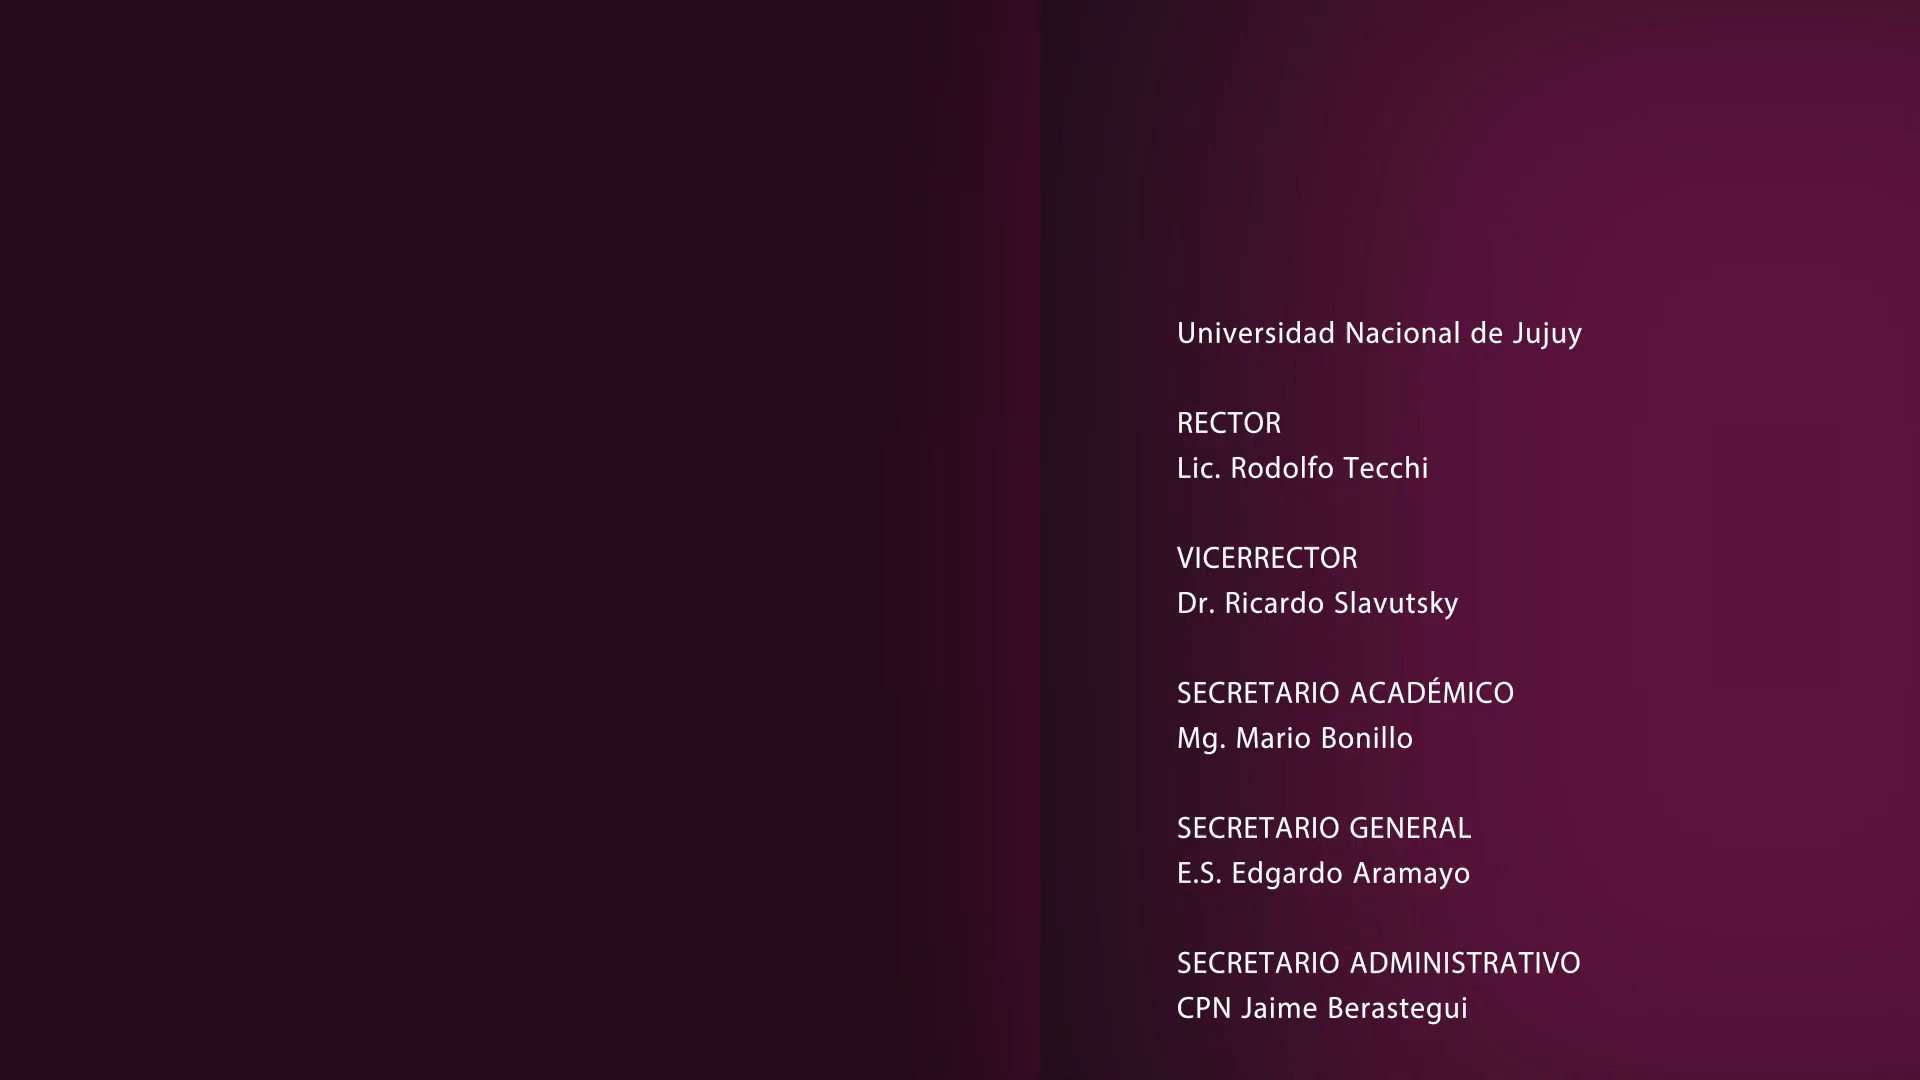 Universidad Nacional de Jujuy
RECTOR
Lic. Rodolfo Tecchi
VICERRECTOR
Dr. Ricardo Slavutsky
SECRETARIO ACADÉMICO
Mg. Mario Bonillo
SECRETARIO GENERAL
E.S. Edgardo Aramayo
SECRETARIO ADMINISTRATIVO
CPN Jaime Berastegui